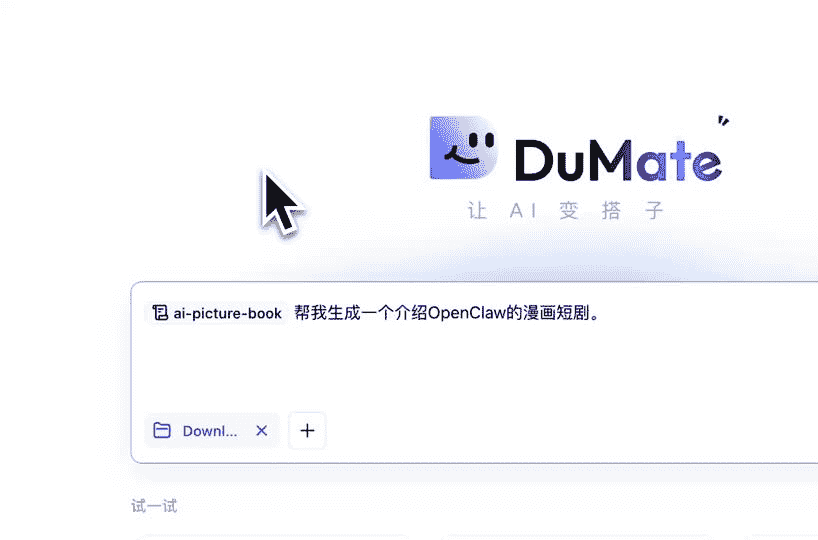 DuMate
让 AI 变 搭 子
ai-picture-book 帮我生成一个介绍OpenClaw的漫画短剧。
Downl...
试一试